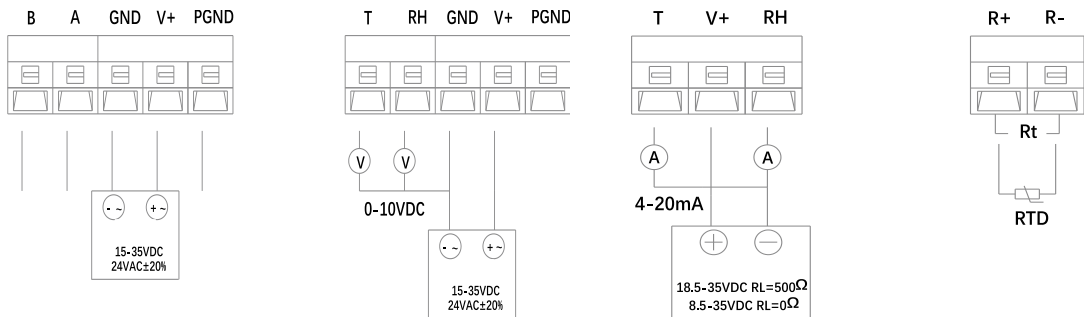 B A GND V+ PGND
15-35VDC
24VAC±20%
T RH GND V+ PGND
V V
0-10VDC
15-35VDC
24VAC±20%
T V+ RH
A A
4-20mA
18.5-35VDC RL=500Ω
8.5-35VDC RL=0Ω
R+ R-
Rt
RTD